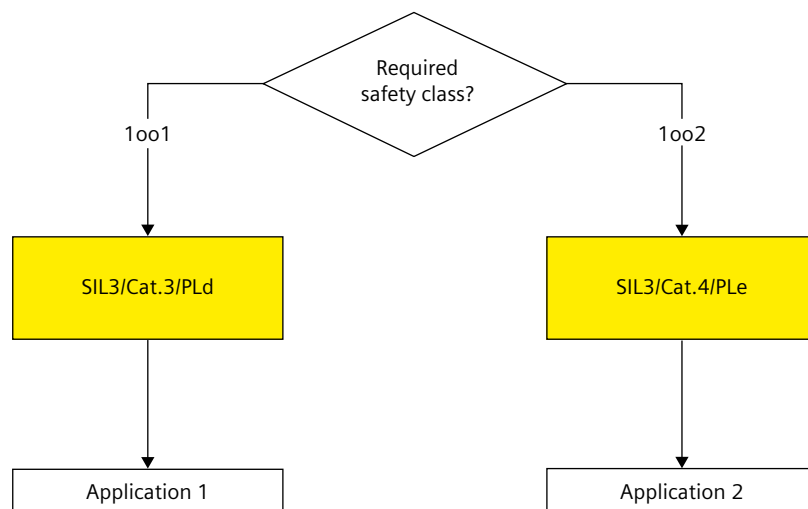 Required
safety class?
1oo1
1oo2
SIL3/Cat.3/PLd
SIL3/Cat.4/PLe
Application 1
Application 2